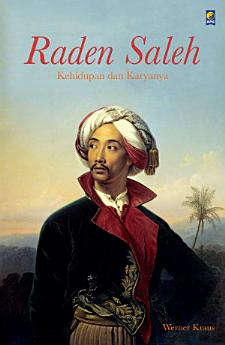 Raden Saleh
Kehidupan dan Karyanya
Werner Kraus